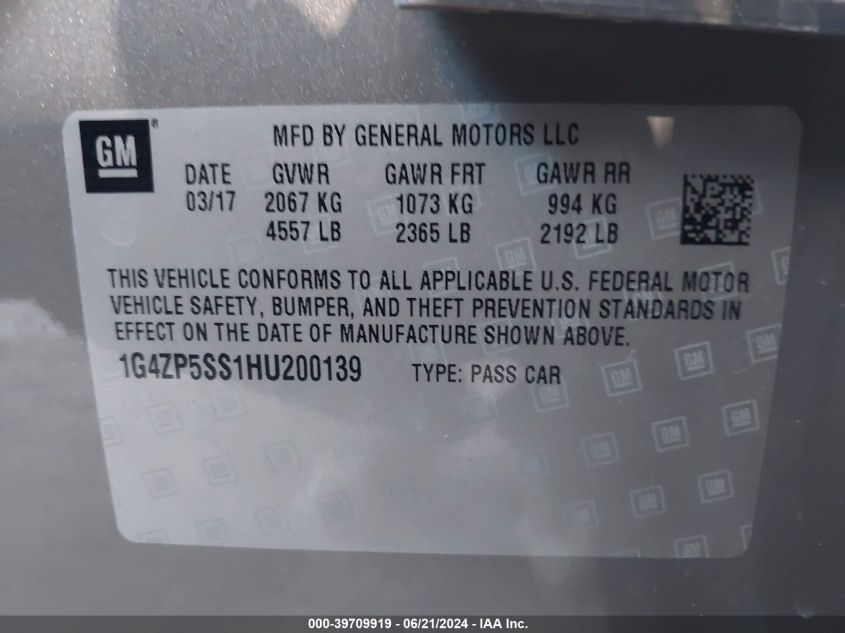 GM ® MFD BY GENERAL MOTORS LLC
DATE GVWR GAWR FRT GAWR RR
03/17 2067 KG 1073 KG 994 KG
4557 LB 2365 LB 2192 LB
THIS VEHICLE CONFORMS TO ALL APPLICABLE U.S. FEDERAL MOTOR
VEHICLE SAFETY, BUMPER, AND THEFT PREVENTION STANDARDS IN
EFFECT ON THE DATE OF MANUFACTURE SHOWN ABOVE.
1G4ZP5SS1HU200139 TYPE: PASS CAR
000-39709919 / 06/21/2024 - IAA Inc.